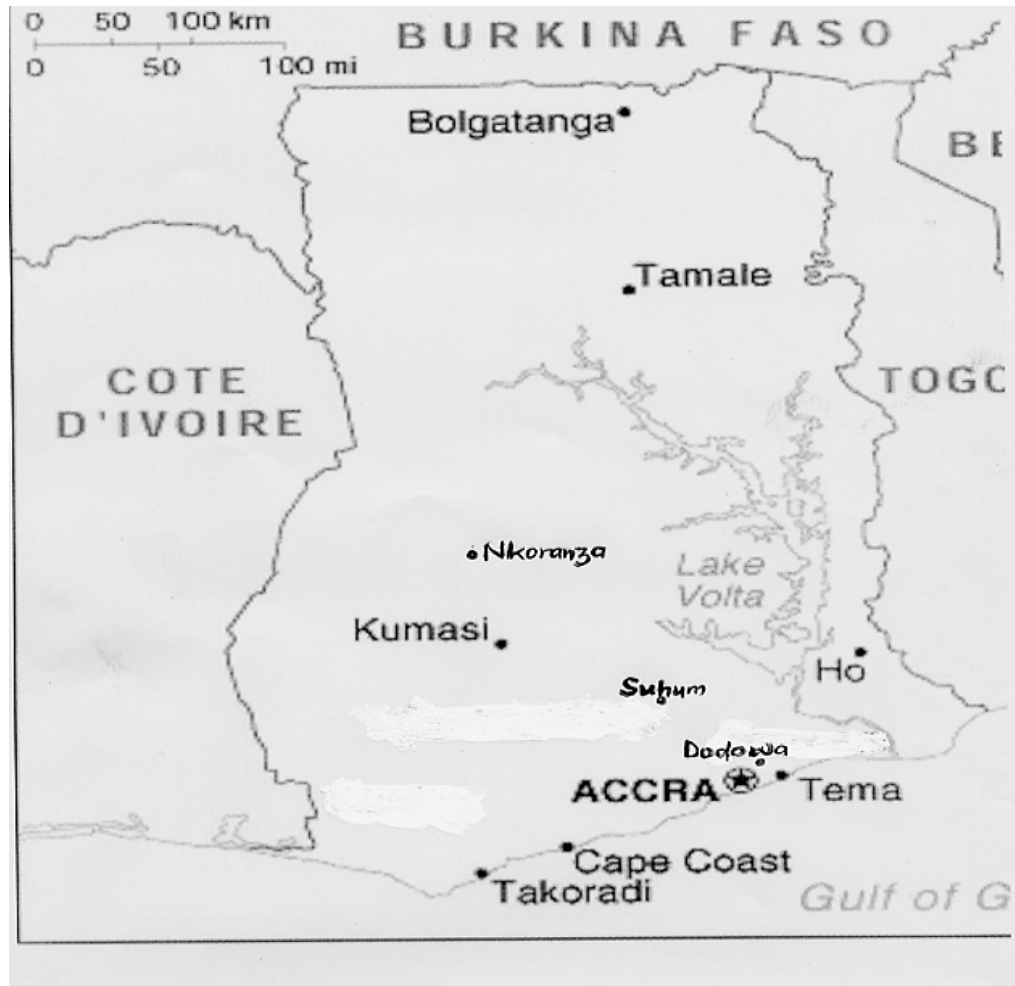 0 50 100 km
0 50 100 mi
BURKINA FASO
Bolgatanga
BE
Tamale
COTE
D'IVOIRE
TOGO
Nkoranza
Lake
Volta
Kumasi
Ho
Suhum
Dodowa
ACCRA
Tema
Cape Coast
Takoradi
Gulf of G